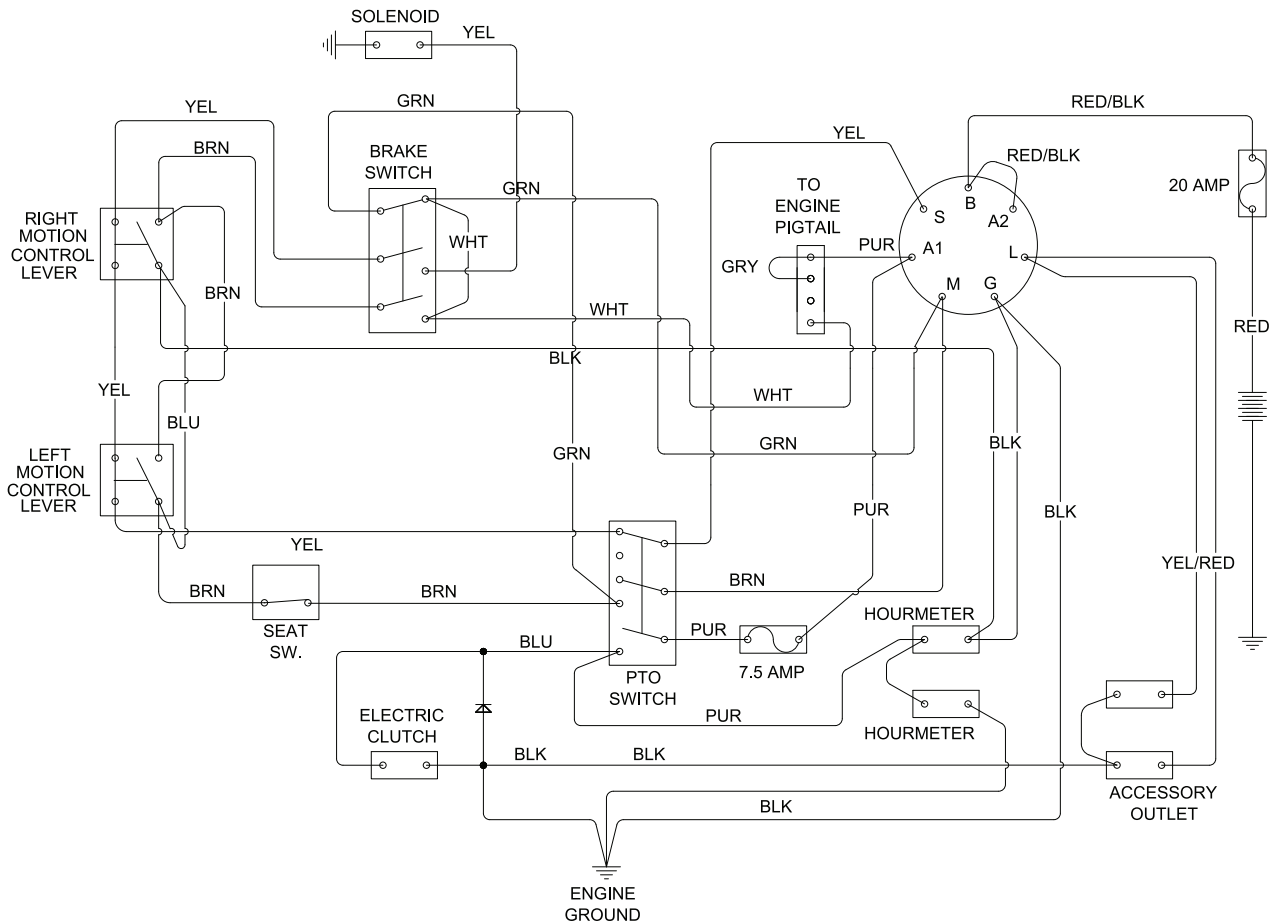 SOLENOID
YEL
GRN
RED/BLK
YEL
YEL
BRN
BRAKE
SWITCH
RED/BLK
TO
ENGINE
PIGTAIL
20 AMP
GRN
B
S
A2
RIGHT
MOTION
CONTROL
LEVER
WHT
PUR
A1
L
GRY
BRN
M
G
WHT
RED
BLK
YEL
WHT
BLU
GRN
BLK
LEFT
MOTION
CONTROL
LEVER
GRN
PUR
BLK
YEL
YEL/RED
BRN
BRN
BRN
HOURMETER
SEAT
SW.
BLU
PUR
7.5 AMP
PTO
SWITCH
ELECTRIC
CLUTCH
PUR
HOURMETER
BLK
BLK
ACCESSORY
OUTLET
BLK
ENGINE
GROUND